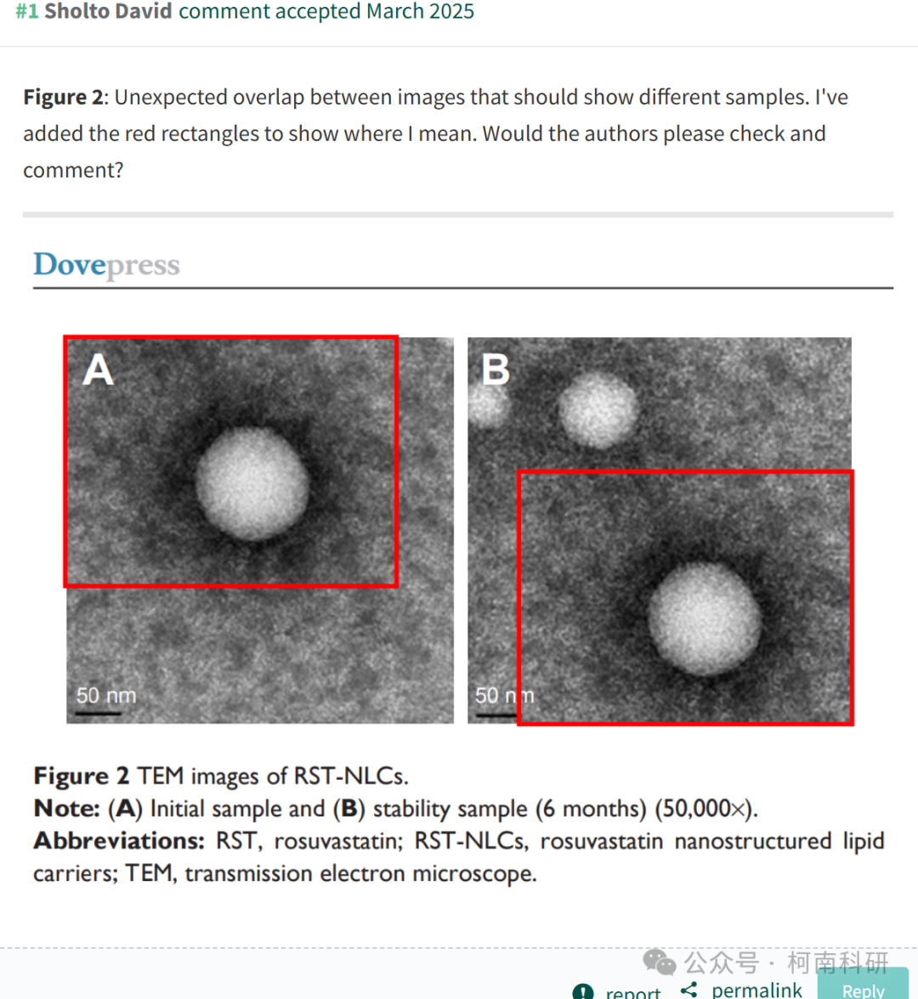 #1 Sholto David comment accepted March 2025
Figure 2: Unexpected overlap between images that should show different samples. I've
added the red rectangles to show where I mean. Would the authors please check and
comment?
Dovepress
A
B
50 nm
50 nm
Figure 2 TEM images of RST-NLCs.
Note: (A) Initial sample and (B) stability sample (6 months) (50,000×).
Abbreviations: RST, rosuvastatin; RST-NLCs, rosuvastatin nanostructured lipid
carriers; TEM, transmission electron microscope.
公众号 · 柯南科研
report permalink Reply